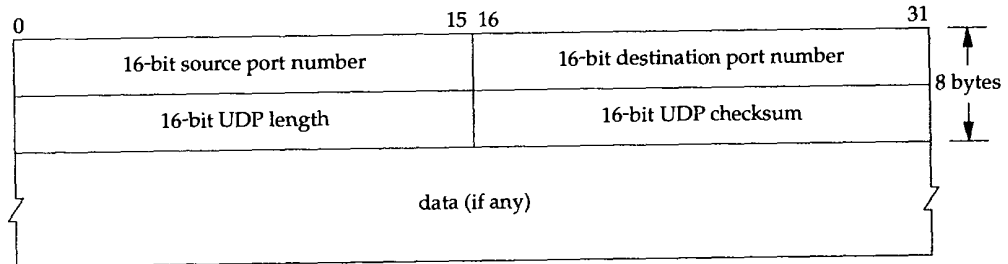 0 15 16 31
16-bit source port number 16-bit destination port number
8 bytes
16-bit UDP length 16-bit UDP checksum
data (if any)